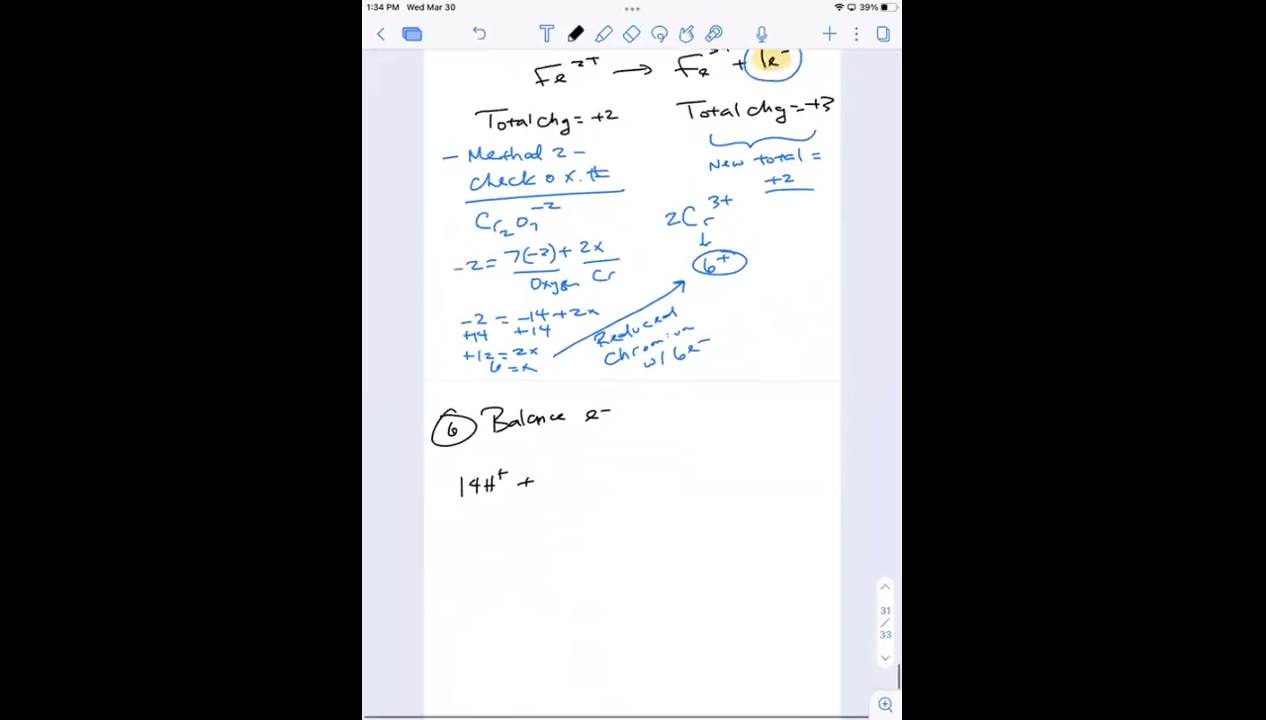 1:34 PM Wed Mar 30
39%
Fe²⁺ → Fe³⁺ + 1e⁻
Total chg = +2
Total chg = +3
New total =
+2
- Method 2 -
check ox. #
Cr₂O₇⁻²
2Cr³⁺
6⁺
-2 = 7(-2) + 2x
Oxygen Cr
-2 = -14 + 2x
+14 +14
+12 = 2x
6 = x
Reduced
Chromium
w/ 6e⁻
6 Balance e⁻
14H⁺ +
31
/
33